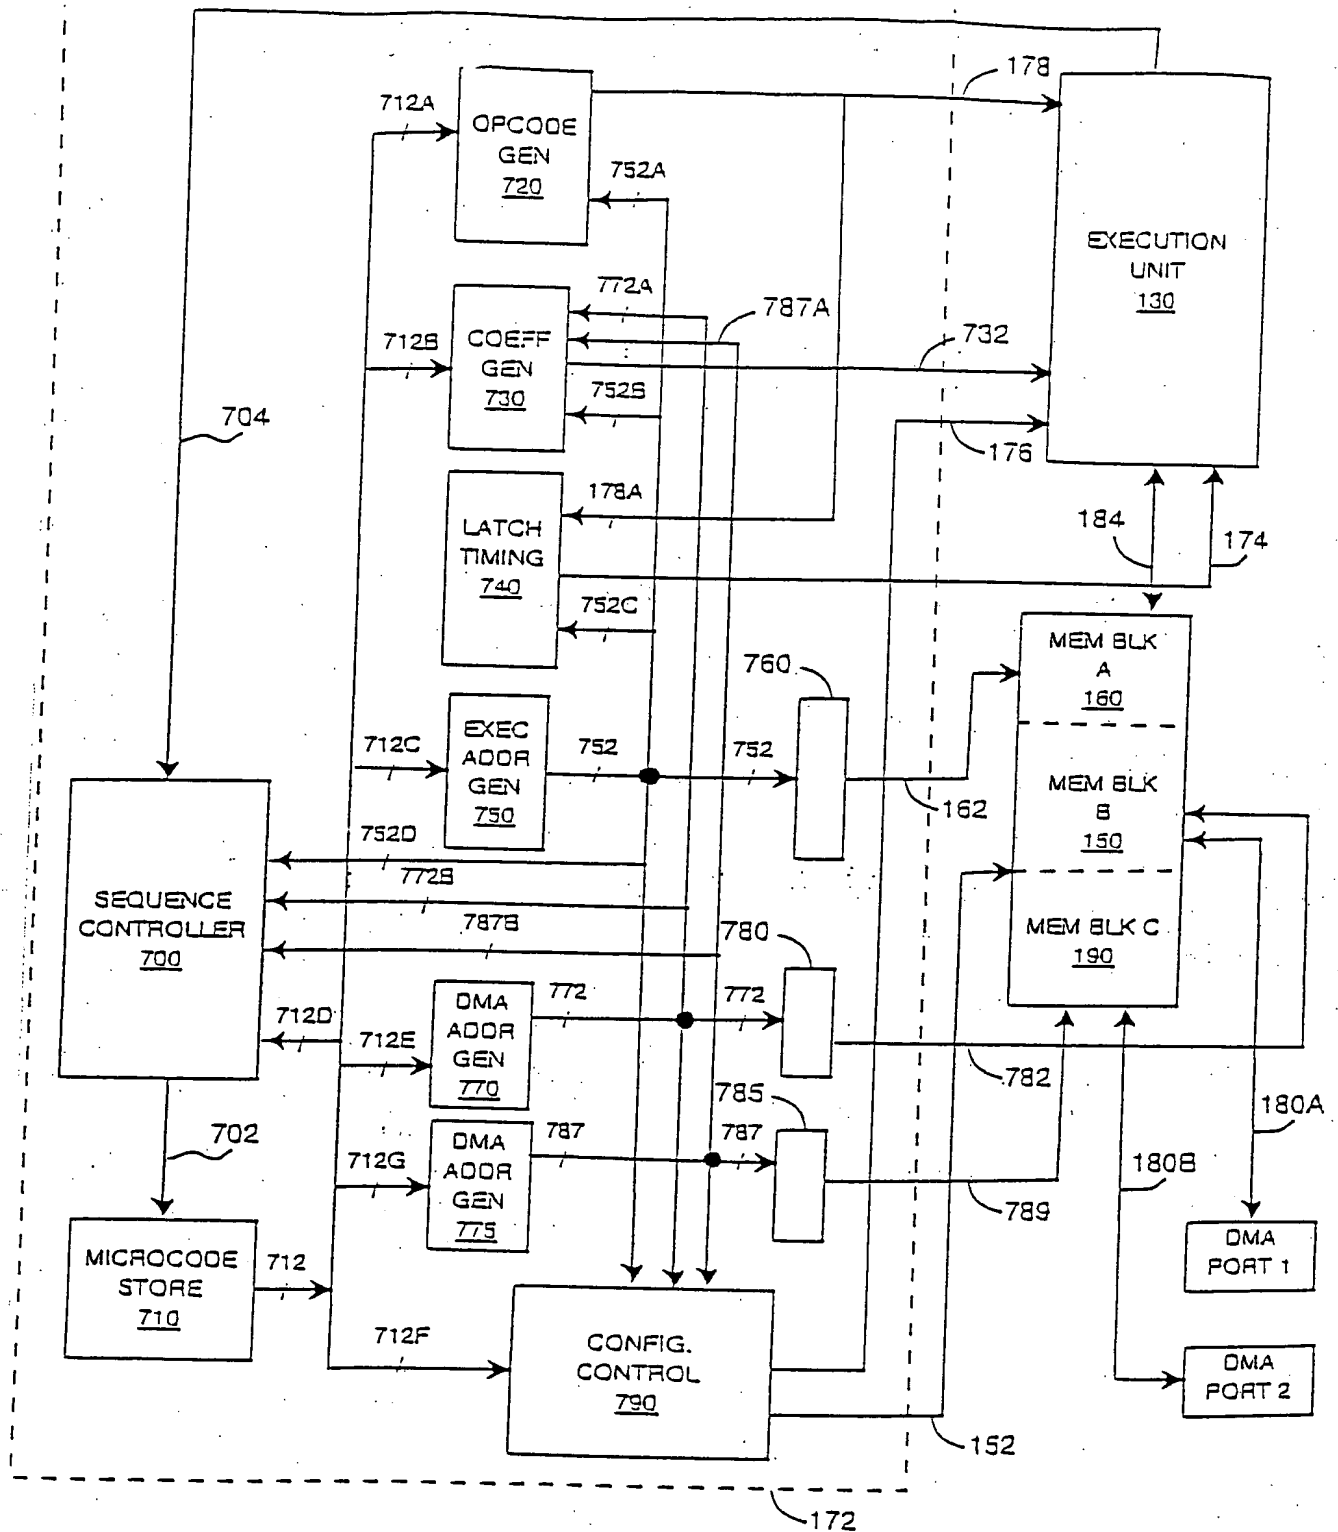 178
712A
OPCODE
GEN
720
752A
EXECUTION
UNIT
130
772A
787A
712B
COEFF
GEN
730
732
752B
704
176
178A
LATCH
TIMING
740
184
174
752C
MEM BLK
A
160
760
712C
EXEC
ADDR
GEN
750
752
752
162
MEM BLK
B
150
752D
772B
SEQUENCE
CONTROLLER
700
787B
780
MEM BLK C
190
712D
712E
DMA
ADDR
GEN
770
772
772
782
785
180A
702
712G
DMA
ADDR
GEN
775
787
787
180B
789
MICROCODE
STORE
710
712
DMA
PORT 1
712F
CONFIG.
CONTROL
790
DMA
PORT 2
152
172